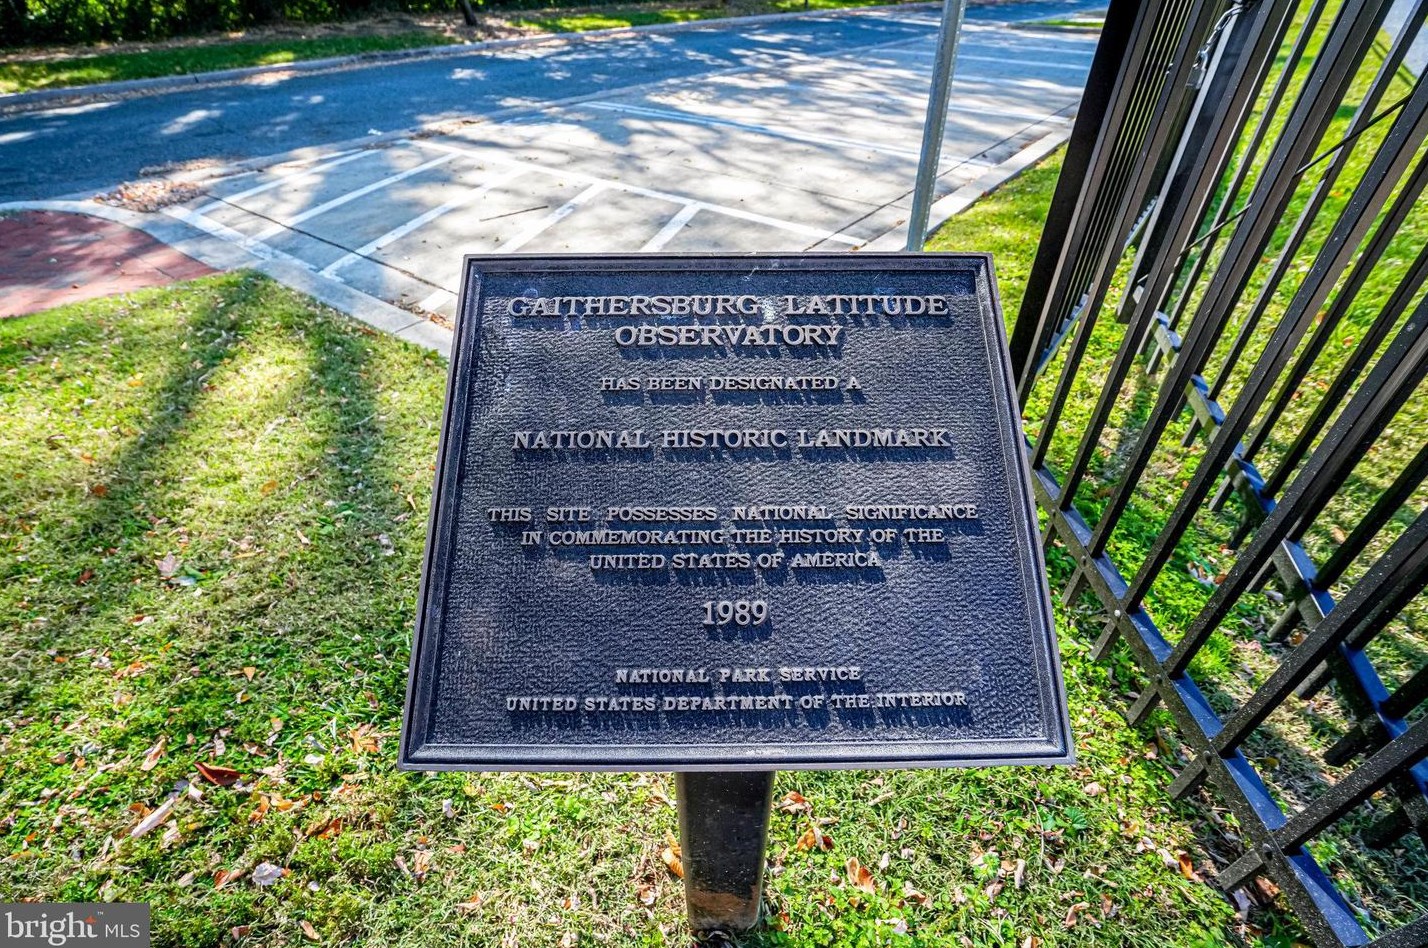 GAITHERSBURG LATITUDE
OBSERVATORY
HAS BEEN DESIGNATED A
NATIONAL HISTORIC LANDMARK
THIS SITE POSSESSES NATIONAL SIGNIFICANCE
IN COMMEMORATING THE HISTORY OF THE
UNITED STATES OF AMERICA
1989
NATIONAL PARK SERVICE
UNITED STATES DEPARTMENT OF THE INTERIOR
bright™ MLS